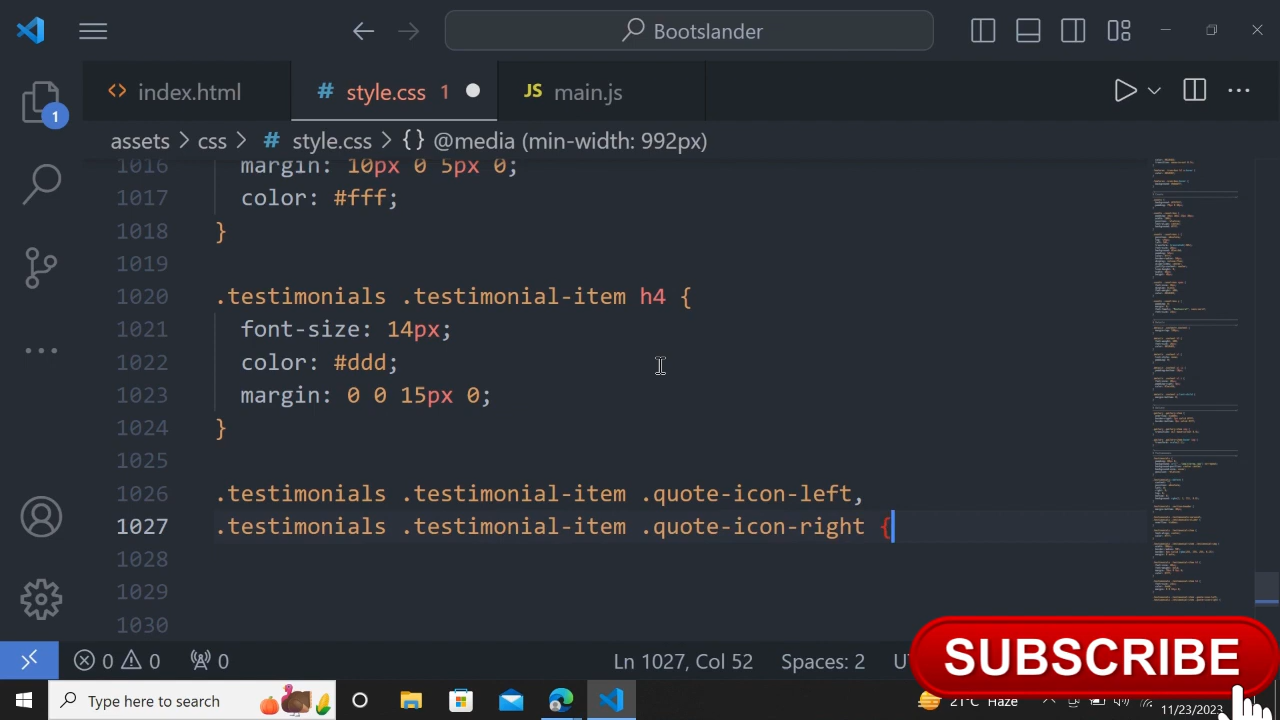 Bootslander
index.html
style.css 1
JS main.js
assets > css > # style.css > {} @media (min-width: 992px)
1016 margin: 10px 0 5px 0;
1017 color: #fff;
1018 }
1019
1020 .testimonials .testimonial-item h4 {
1021 font-size: 14px;
1022 color: #ddd;
1023 margin: 0 0 15px 0;
1024 }
1025
1026 .testimonials .testimonial-item .quote-icon-left,
1027 .testimonials .testimonial-item .quote-icon-right {
1028
1029
1030
1
0 0 0
Ln 1027, Col 52 Spaces: 2
SUBSCRIBE
Type here to search
21°C Haze
11/23/2023